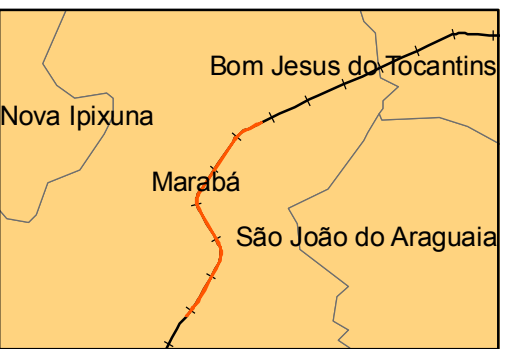 Bom Jesus do Tocantins
Nova Ipixuna
Marabá
São João do Araguaia